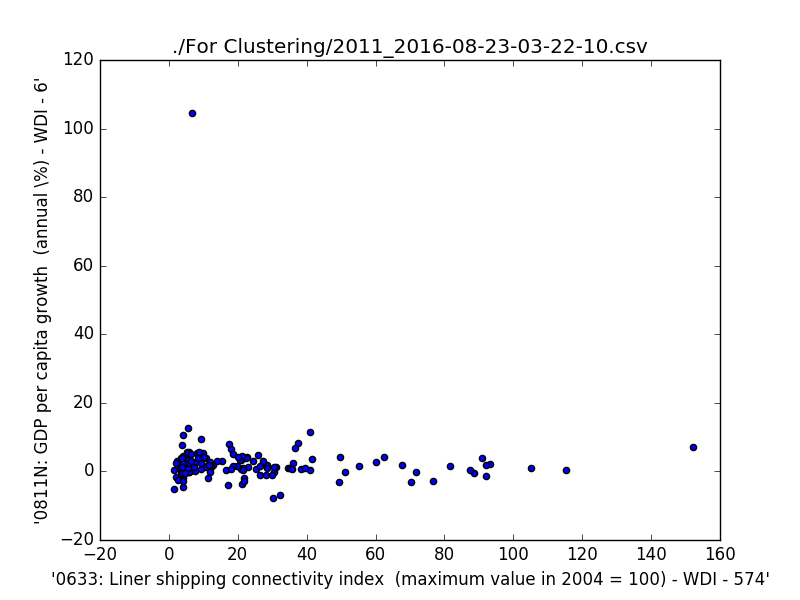 ./For Clustering/2011_2016-08-23-03-22-10.csv
120
100
80
60
40
20
0
−20
'0811N: GDP per capita growth  (annual \%) - WDI - 6'
−20 0 20 40 60 80 100 120 140 160
'0633: Liner shipping connectivity index  (maximum value in 2004 = 100) - WDI - 574'